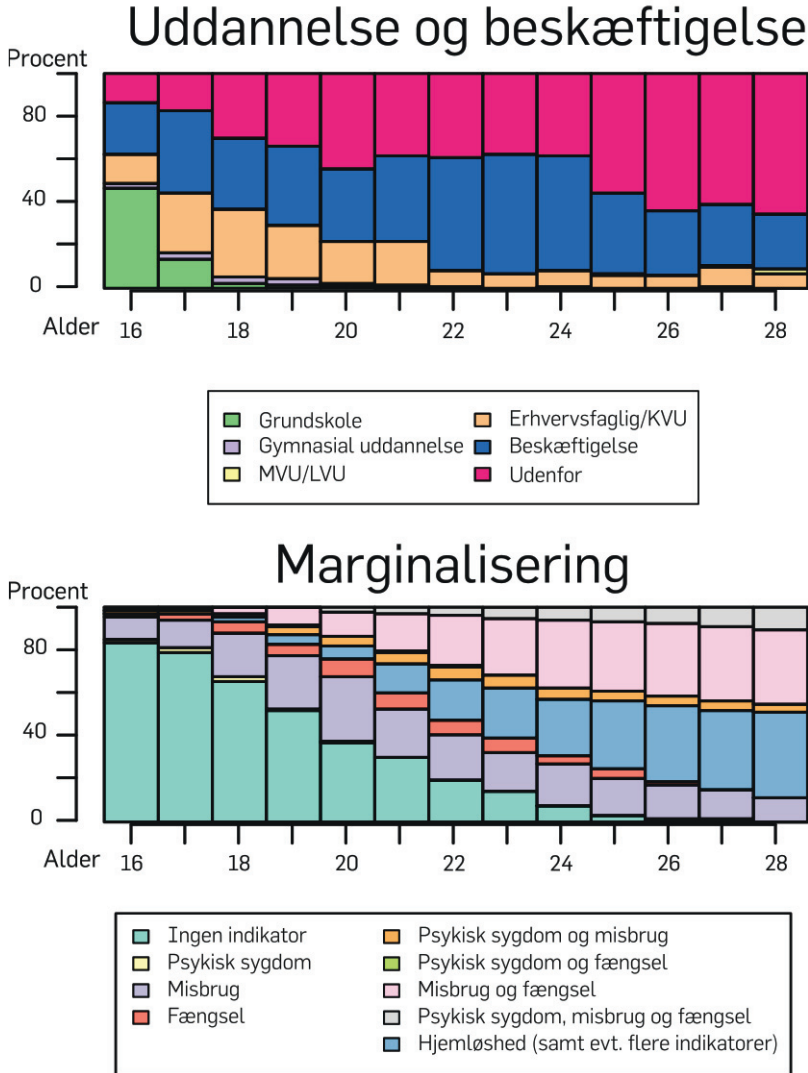 Uddannelse og beskæftigelse
Procent
80
40
0
Alder 16 18 20 22 24 26 28
Grundskole
Gymnasial uddannelse
MVU/LVU
Erhvervsfaglig/KVU
Beskæftigelse
Udenfor
Marginalisering
Procent
80
40
0
Alder 16 18 20 22 24 26 28
Ingen indikator
Psykisk sygdom
Misbrug
Fængsel
Psykisk sygdom og misbrug
Psykisk sygdom og fængsel
Misbrug og fængsel
Psykisk sygdom, misbrug og fængsel
Hjemløshed (samt evt. flere indikatorer)